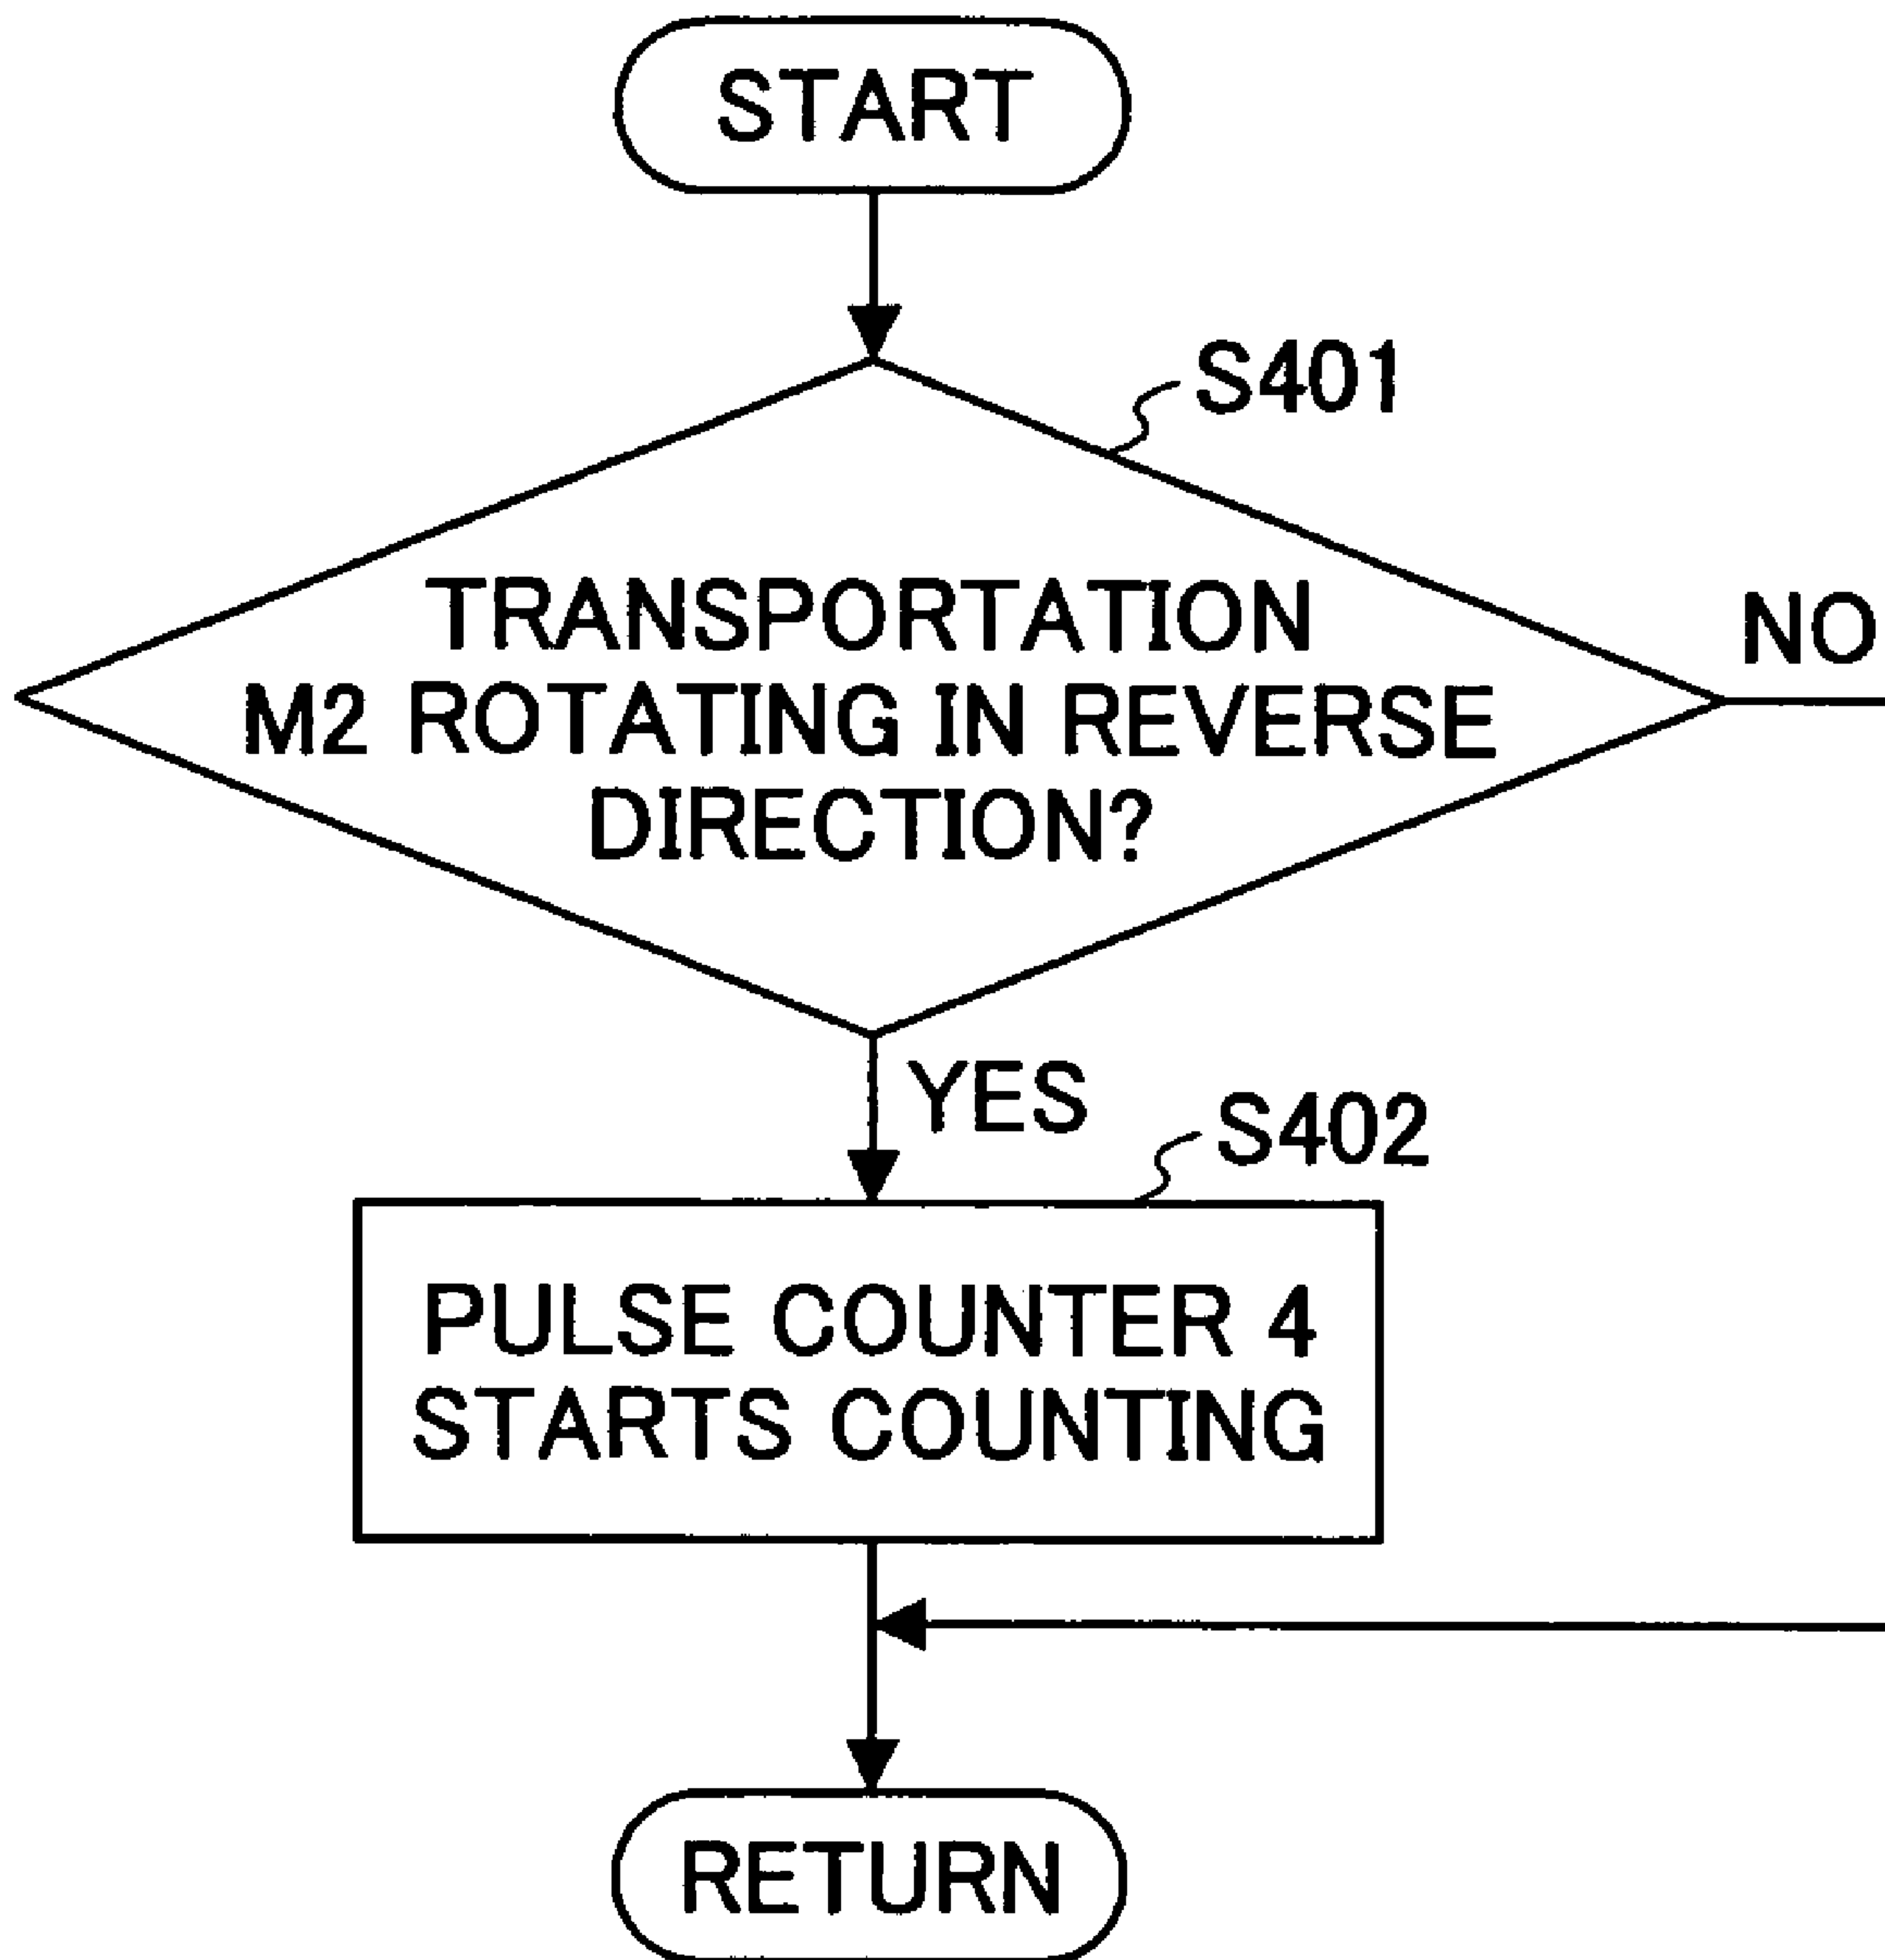 START
S401
TRANSPORTATION
NO
M2 ROTATING IN REVERSE
DIRECTION?
YES
S402
PULSE COUNTER 4
STARTS COUNTING
RETURN